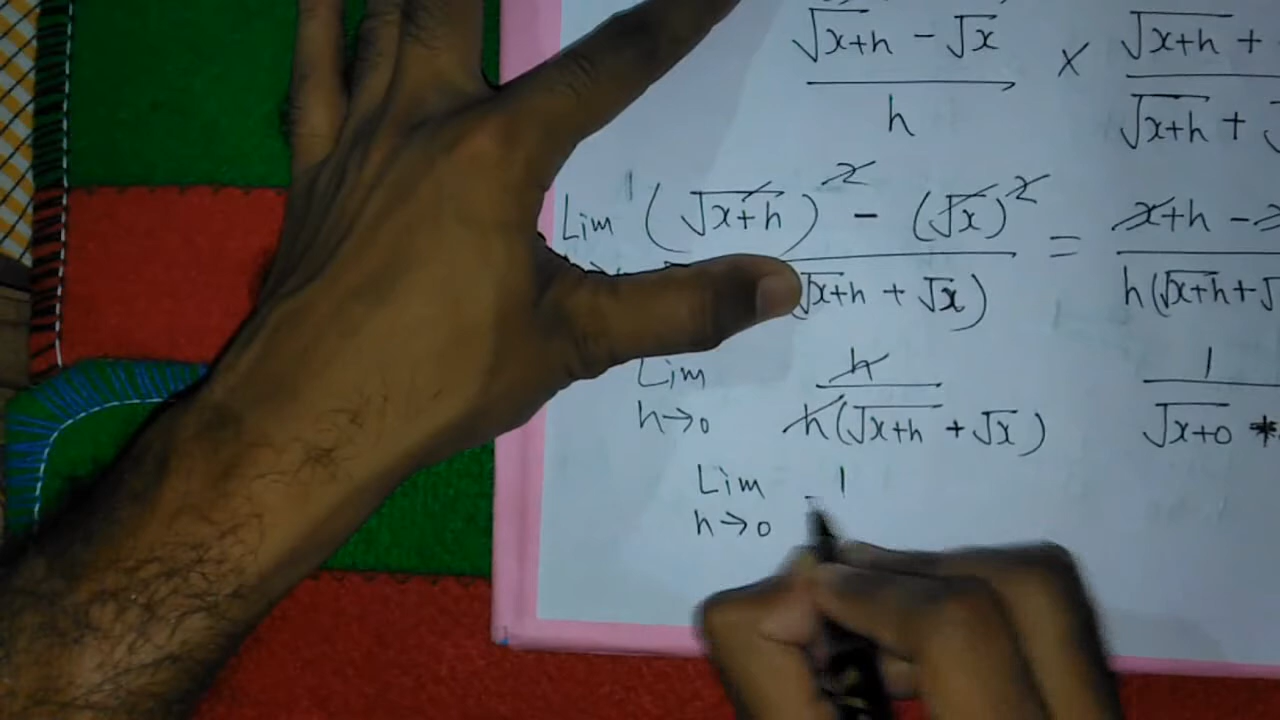 √x+h - √x / h × √x+h + / √x+h + √
Lim (√x+h)² - (√x)² / √x+h + √x) = x+h - x / h(√x+h+√
Lim h→0 h / h(√x+h + √x) 1 / √x+0 +
Lim h→0 1